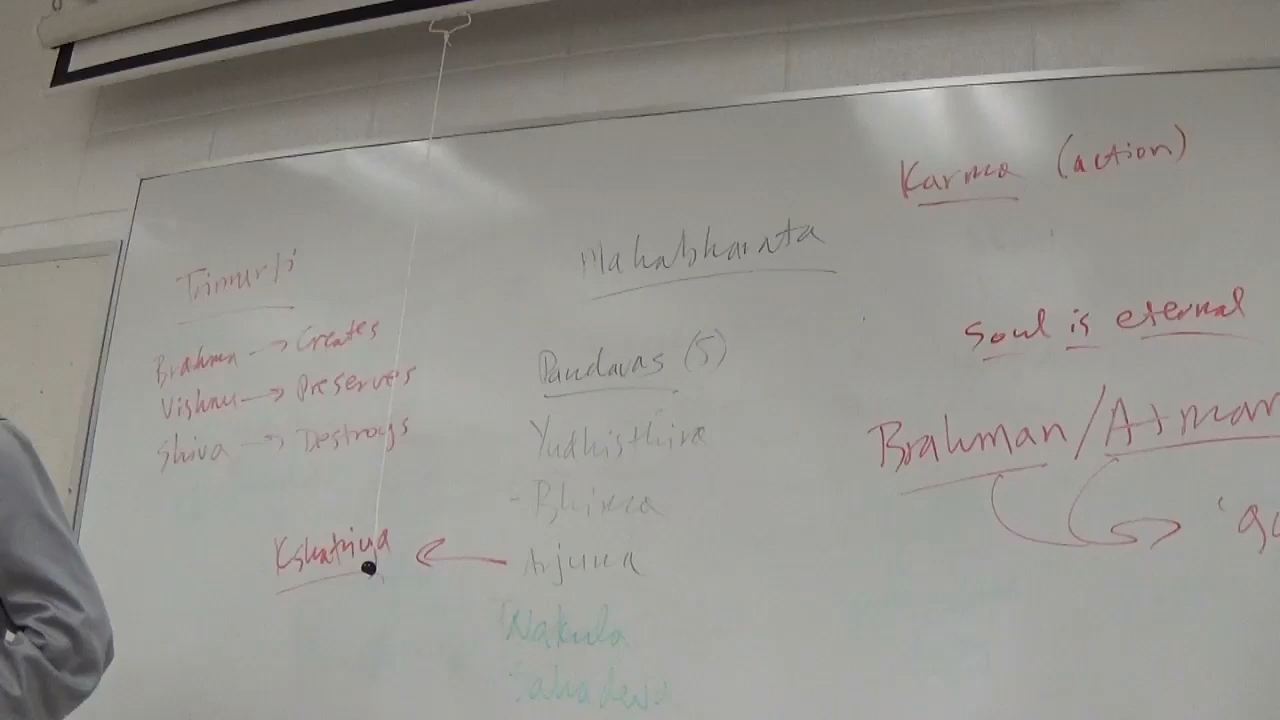 Trimurti
Brahma → Creates
Vishnu → Preserves
Shiva → Destroys
Kshatriya ←
Mahabharata
Pandavas (5)
Yudhisthira
- Bhima
Arjuna
Nakula
Sahadeva
Karma (action)
Soul is eternal
Brahman/Atman